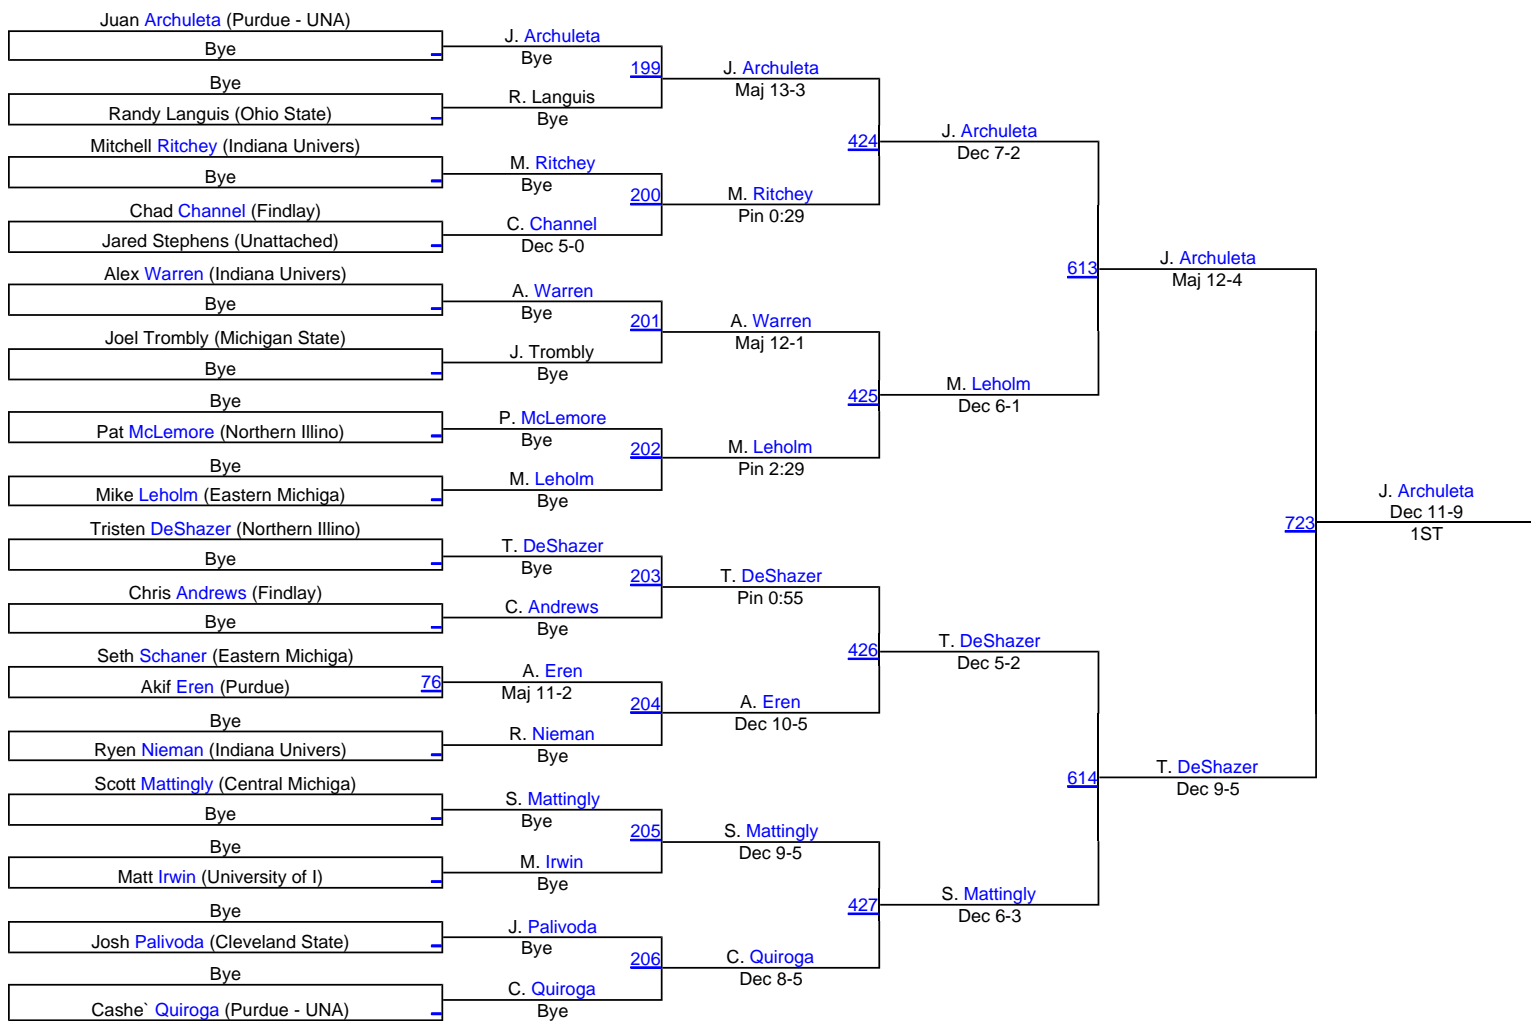 Juan Archuleta (Purdue - UNA)
Bye
Bye
Randy Languis (Ohio State)
Mitchell Ritchey (Indiana Univers)
Bye
Chad Channel (Findlay)
Jared Stephens (Unattached)
Alex Warren (Indiana Univers)
Bye
Joel Trombly (Michigan State)
Bye
Bye
Pat McLemore (Northern Illino)
Bye
Mike Leholm (Eastern Michiga)
Tristen DeShazer (Northern Illino)
Bye
Chris Andrews (Findlay)
Bye
Seth Schaner (Eastern Michiga)
Akif Eren (Purdue)
76
Bye
Ryen Nieman (Indiana Univers)
Scott Mattingly (Central Michiga)
Bye
Bye
Matt Irwin (University of I)
Bye
Josh Palivoda (Cleveland State)
Bye
Cashe` Quiroga (Purdue - UNA)
J. Archuleta
Bye
199
R. Languis
Bye
M. Ritchey
Bye
200
C. Channel
Dec 5-0
A. Warren
Bye
201
J. Trombly
Bye
P. McLemore
Bye
202
M. Leholm
Bye
T. DeShazer
Bye
203
C. Andrews
Bye
A. Eren
Maj 11-2
204
R. Nieman
Bye
S. Mattingly
Bye
205
M. Irwin
Bye
J. Palivoda
Bye
206
C. Quiroga
Bye
J. Archuleta
Maj 13-3
424
M. Ritchey
Pin 0:29
A. Warren
Maj 12-1
425
M. Leholm
Pin 2:29
T. DeShazer
Pin 0:55
426
A. Eren
Dec 10-5
S. Mattingly
Dec 9-5
427
C. Quiroga
Dec 8-5
J. Archuleta
Dec 7-2
613
M. Leholm
Dec 6-1
T. DeShazer
Dec 5-2
614
S. Mattingly
Dec 6-3
J. Archuleta
Maj 12-4
723
T. DeShazer
Dec 9-5
J. Archuleta
Dec 11-9
1ST